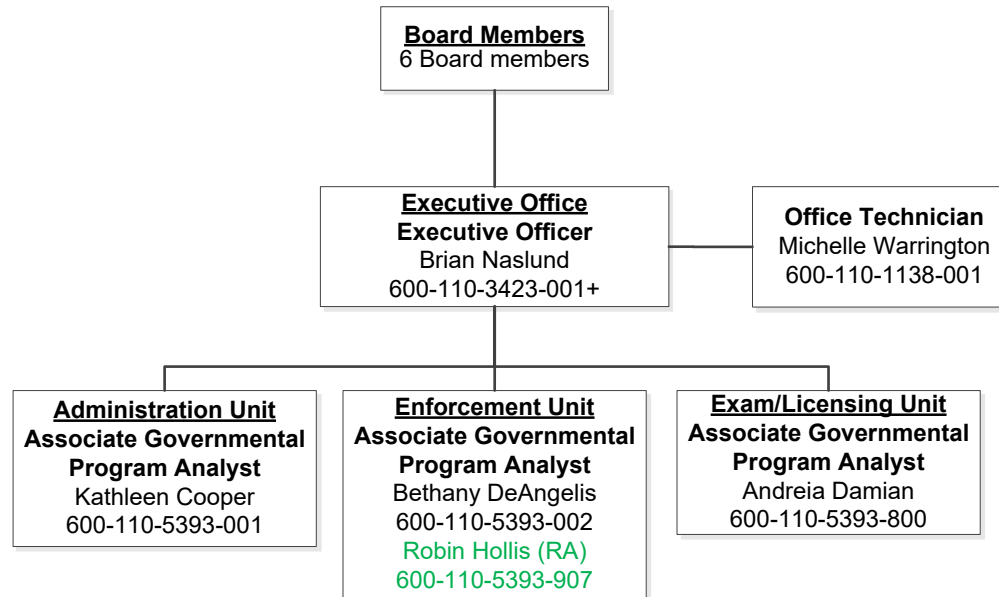 Board Members
6 Board members
Executive Office
Executive Officer
Brian Naslund
600-110-3423-001+
Office Technician
Michelle Warrington
600-110-1138-001
Administration Unit
Associate Governmental
Program Analyst
Kathleen Cooper
600-110-5393-001
Enforcement Unit
Associate Governmental
Program Analyst
Bethany DeAngelis
600-110-5393-002
Robin Hollis (RA)
600-110-5393-907
Exam/Licensing Unit
Associate Governmental
Program Analyst
Andreia Damian
600-110-5393-800